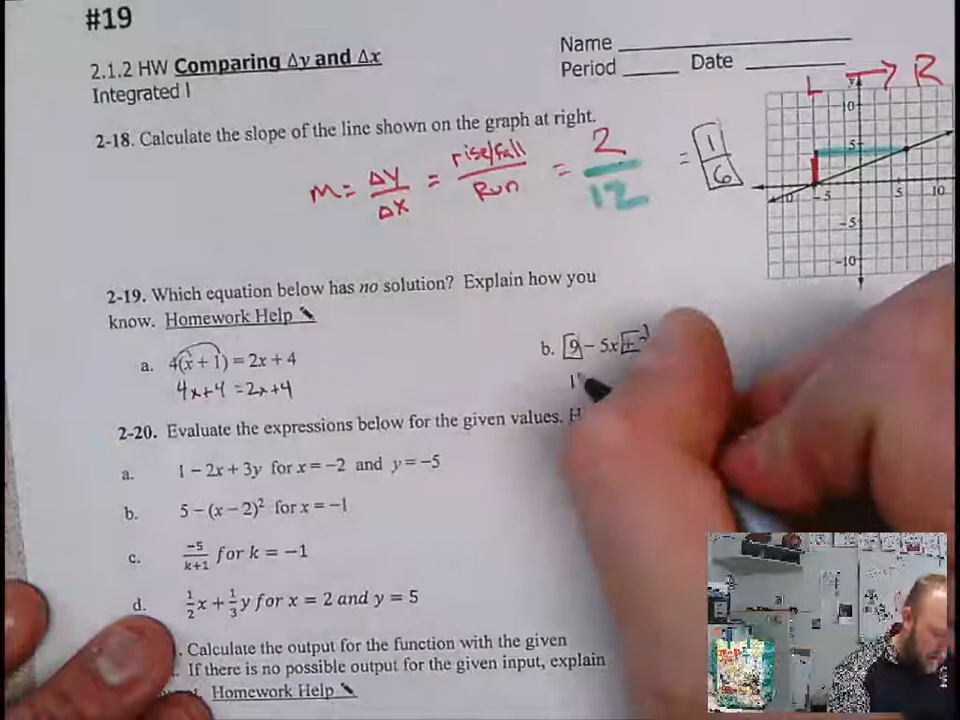 #19
2.1.2 HW Comparing Δy and Δx
Integrated I
Name
Period Date
2-18. Calculate the slope of the line shown on the graph at right.
m = ΔY/ΔX = rise/fall/Run = 2/12 = 1/6
L → R
y
10
5
-10 -5 5 10
-5
-10
2-19. Which equation below has no solution? Explain how you
know. Homework Help ✎
a. 4(x + 1) = 2x + 4
4x+4 = 2x+4
b. 9 − 5x +
2-20. Evaluate the expressions below for the given values. H
a. 1 − 2x + 3y for x = −2 and y = −5
b. 5 − (x − 2)² for x = −1
c. −5/k+1 for k = −1
d. 1/2 x + 1/3 y for x = 2 and y = 5
. Calculate the output for the function with the given
. If there is no possible output for the given input, explain
Homework Help ✎